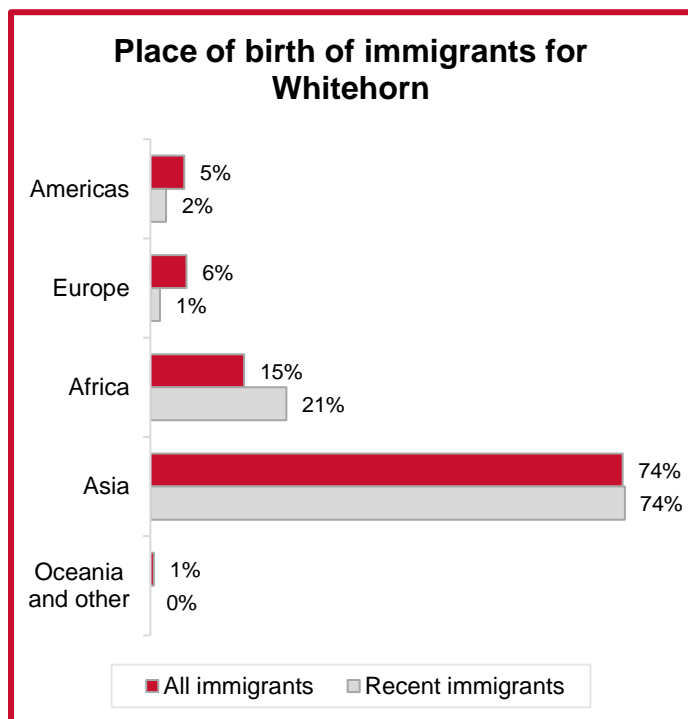 Place of birth of immigrants for
Whitehorn
Americas
5%
2%
Europe
6%
1%
Africa
15%
21%
Asia
74%
74%
Oceania
and other
1%
0%
All immigrants
Recent immigrants